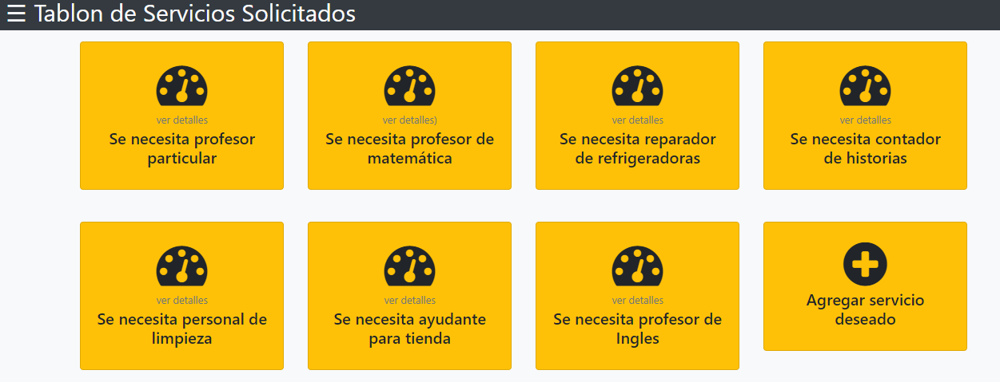 ☰ Tablon de Servicios Solicitados
ver detalles
Se necesita profesor
particular
ver detalles)
Se necesita profesor de
matemática
ver detalles
Se necesita reparador
de refrigeradoras
ver detalles
Se necesita contador
de historias
ver detalles
Se necesita personal de
limpieza
ver detalles
Se necesita ayudante
para tienda
ver detalles
Se necesita profesor de
Ingles
Agregar servicio
deseado